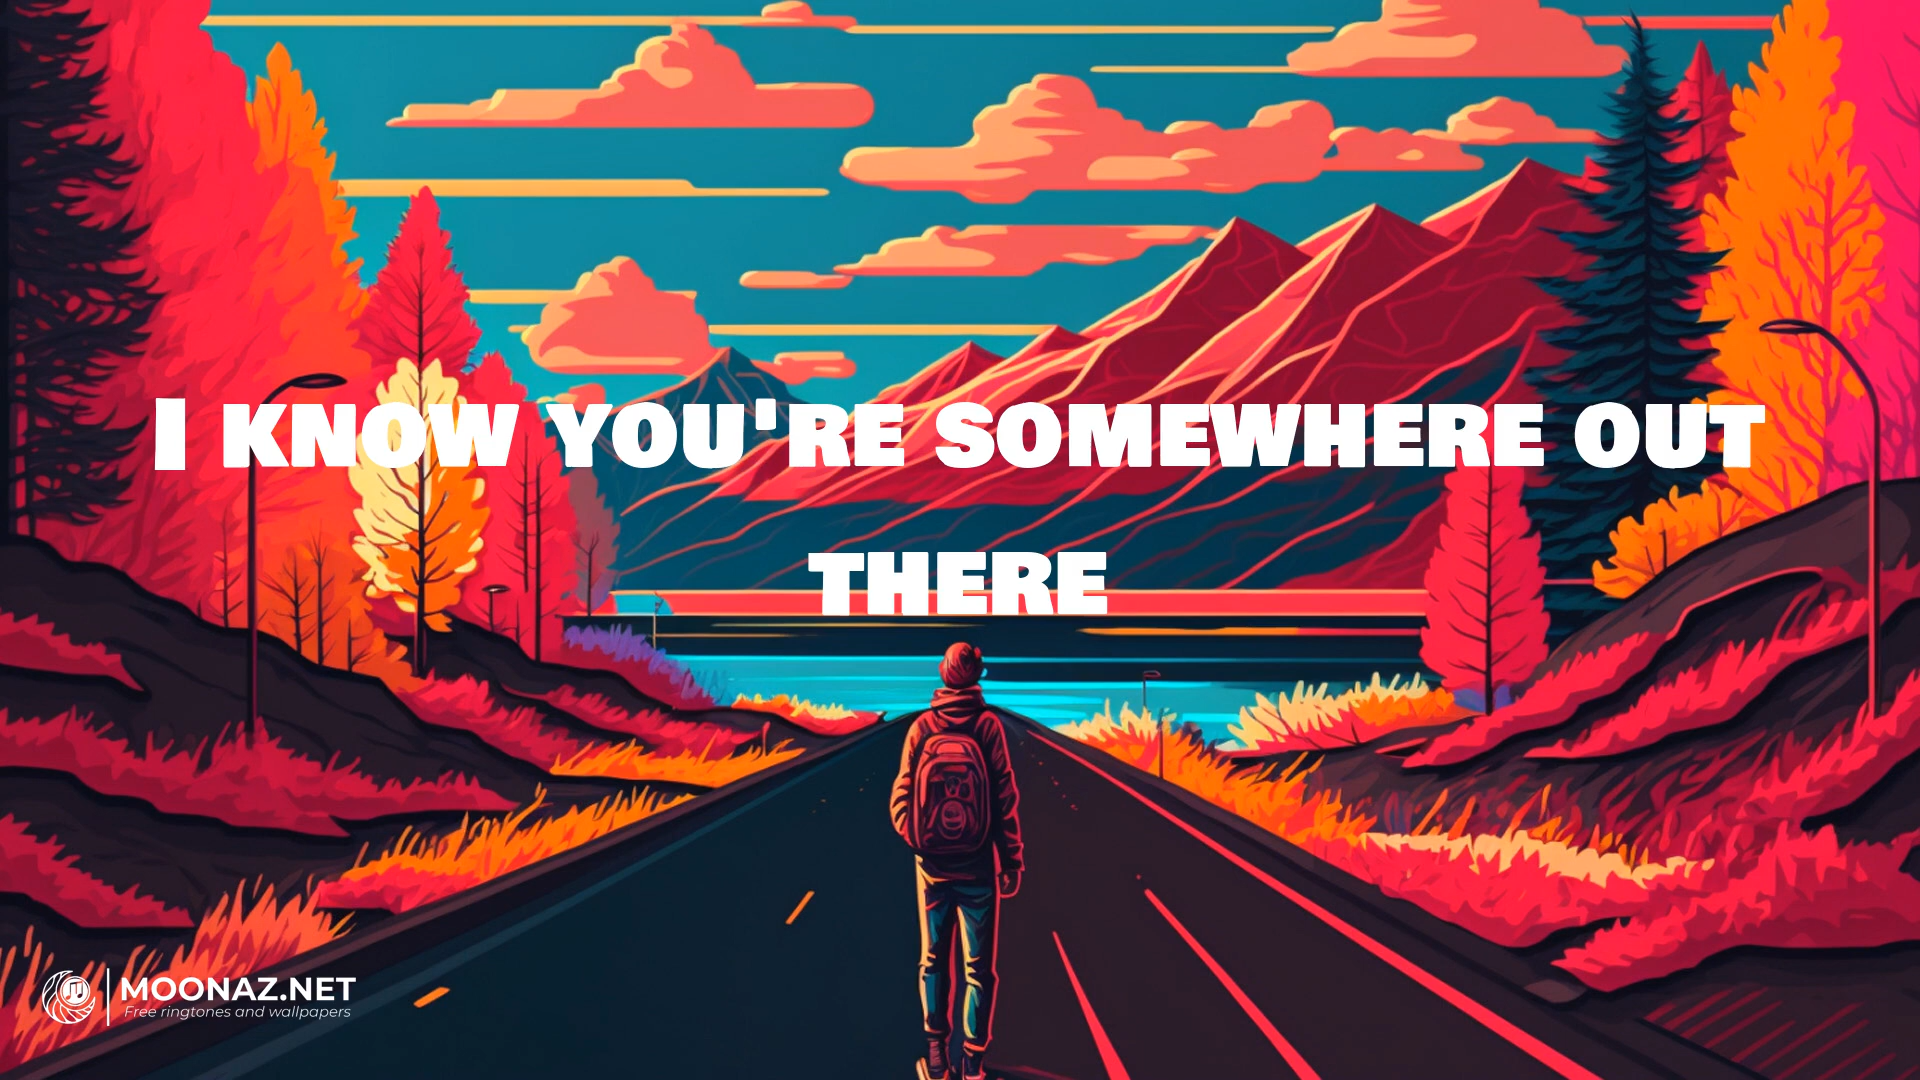 I KNOW YOU'RE SOMEWHERE OUT
THERE
MOONAZ.NET
Free ringtones and wallpapers